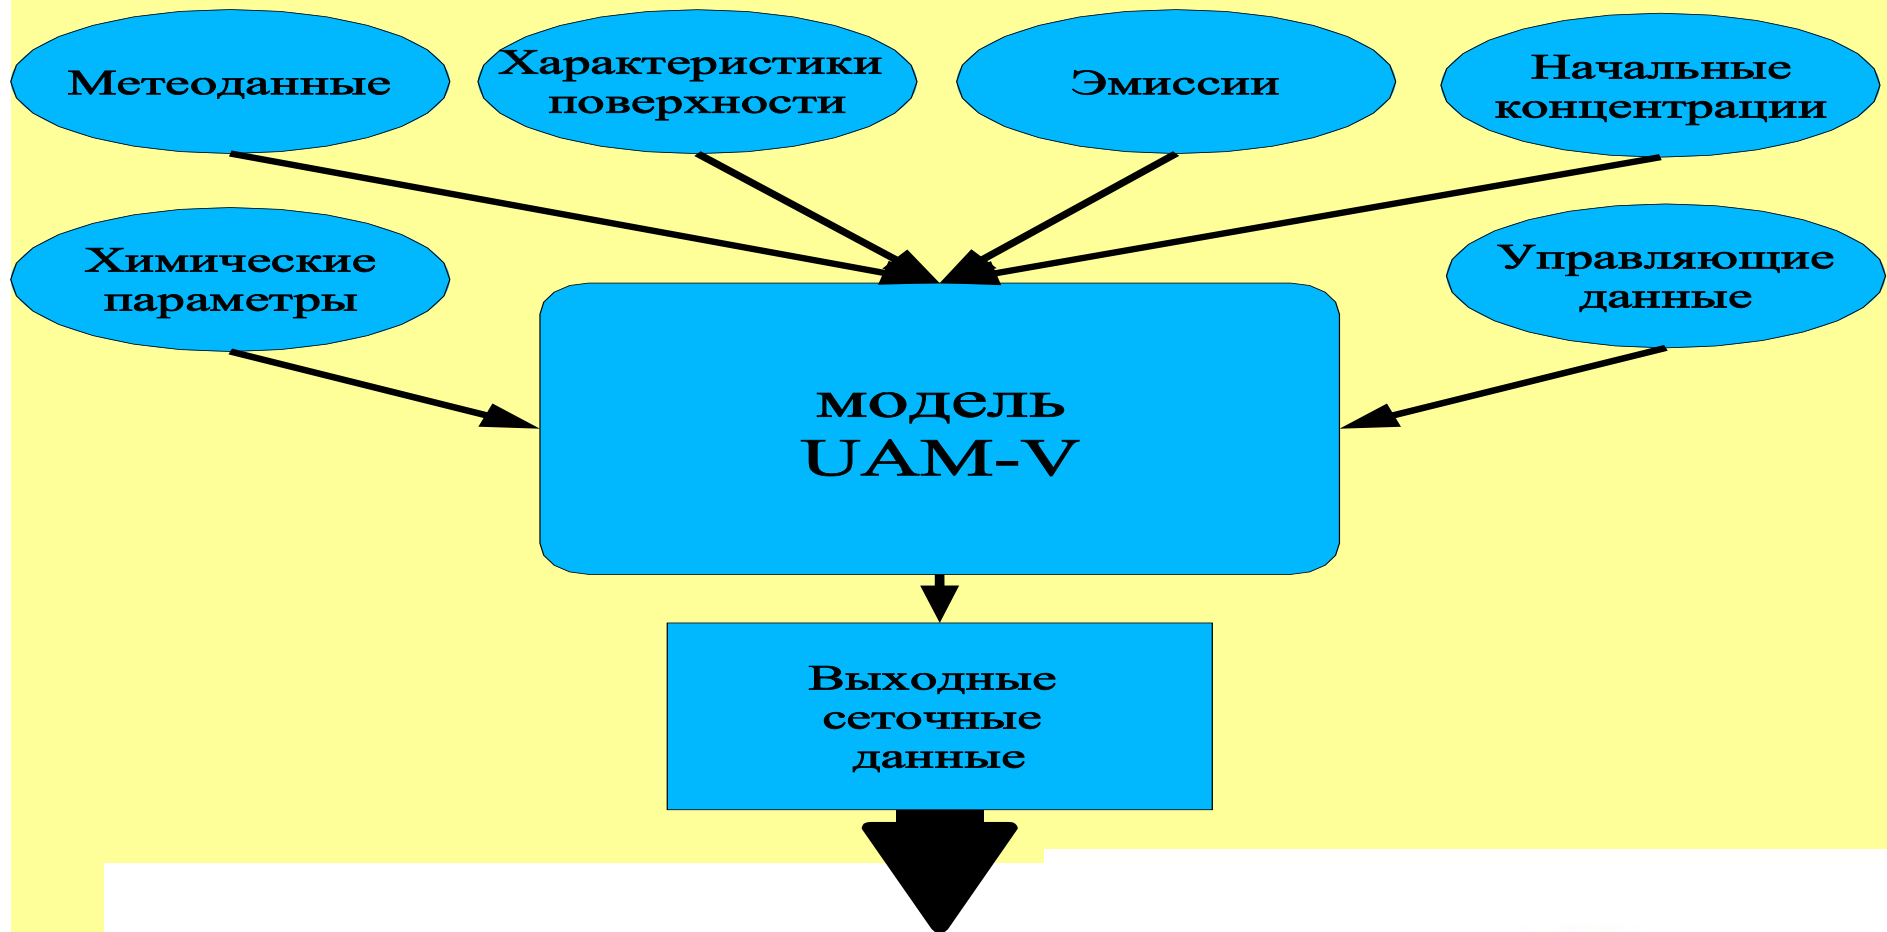 Метеоданные
Характеристики
поверхности
Эмиссии
Начальные
концентрации
Химические
параметры
Управляющие
данные
модель
UAM-V
Выходные
сеточные
данные